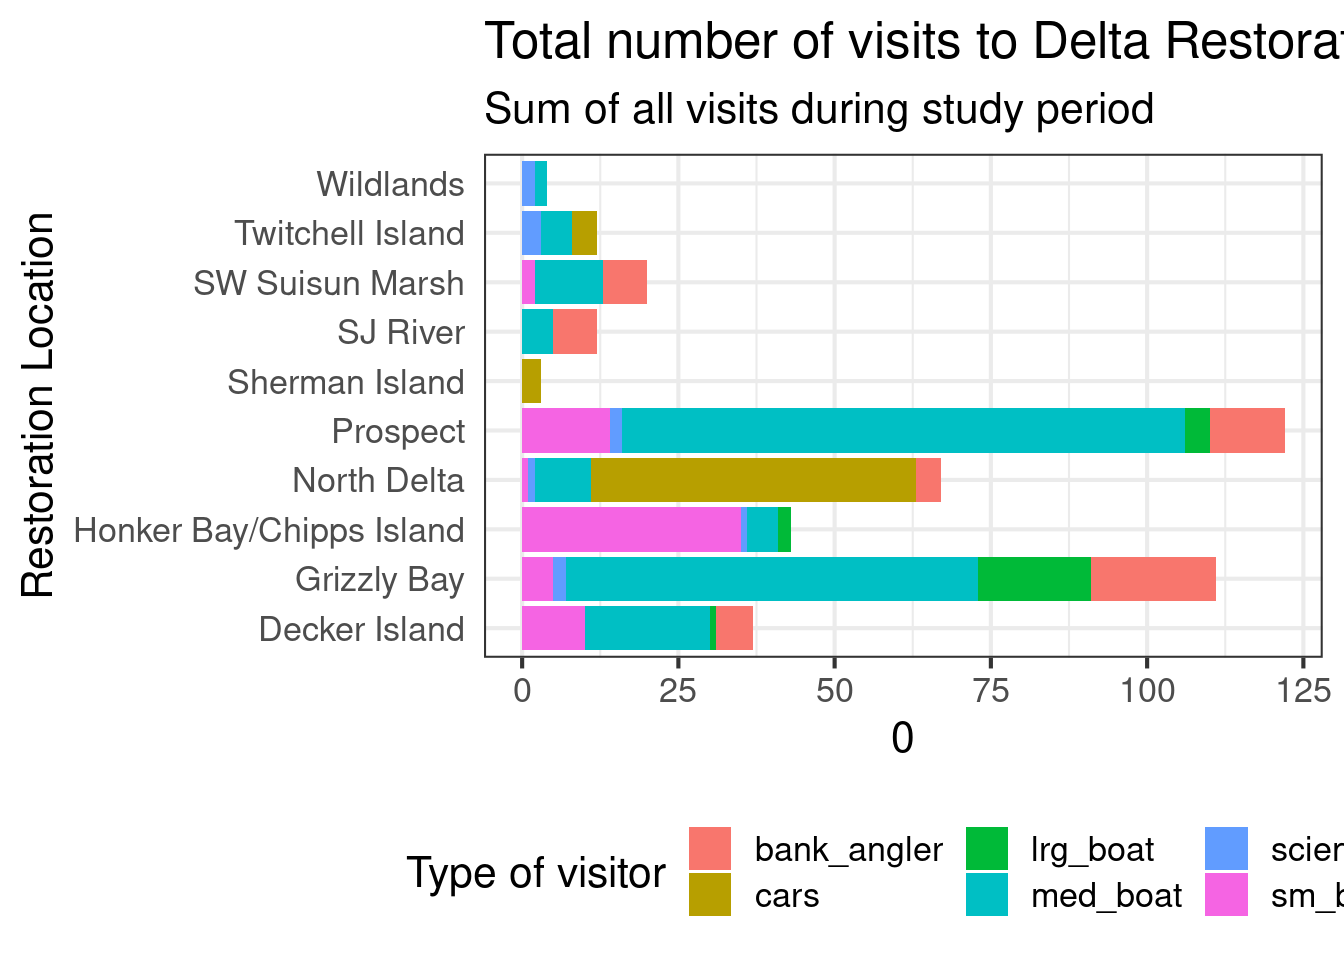 Total number of visits to Delta Restorat
Sum of all visits during study period
Restoration Location
Wildlands
Twitchell Island
SW Suisun Marsh
SJ River
Sherman Island
Prospect
North Delta
Honker Bay/Chipps Island
Grizzly Bay
Decker Island
0 25 50 75 100 125
0
Type of visitor
bank_angler lrg_boat scien
cars med_boat sm_b